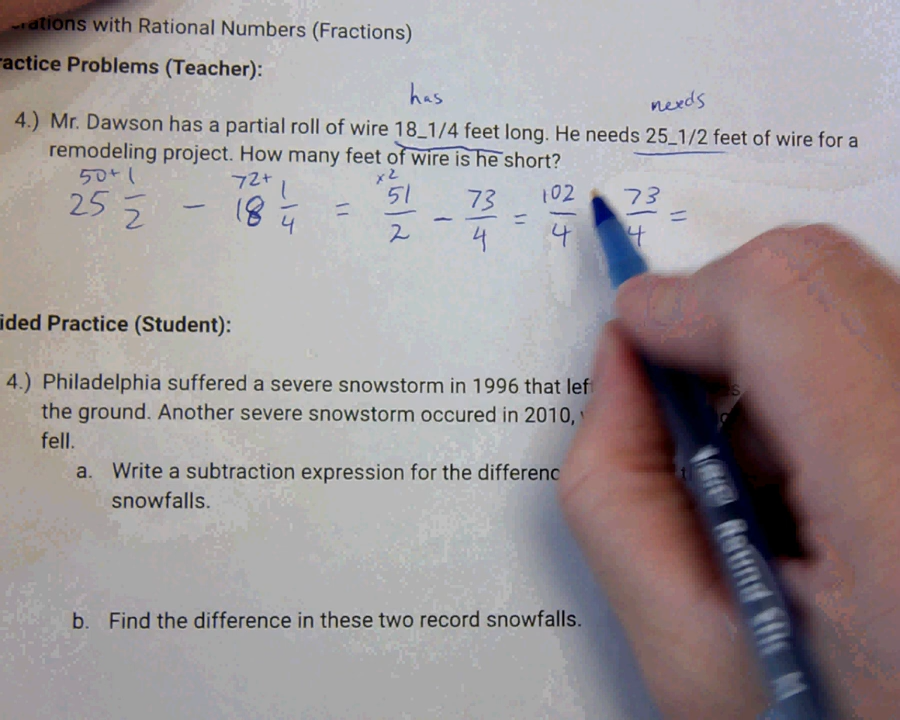 with Rational Numbers (Fractions)
Practice Problems (Teacher):
has needs
4.) Mr. Dawson has a partial roll of wire 18_1/4 feet long. He needs 25_1/2 feet of wire for a
remodeling project. How many feet of wire is he short?
50+1 72+ x2
25 1/2 - 18 1/4 = 51/2 - 73/4 = 102/4 73/4 =
Practice (Student):
4.) Philadelphia suffered a severe snowstorm in 1996 that
the ground. Another severe snowstorm occured in 2010,
fell.
a. Write a subtraction expression for the
snowfalls.
b. Find the difference in these two record snowfalls.